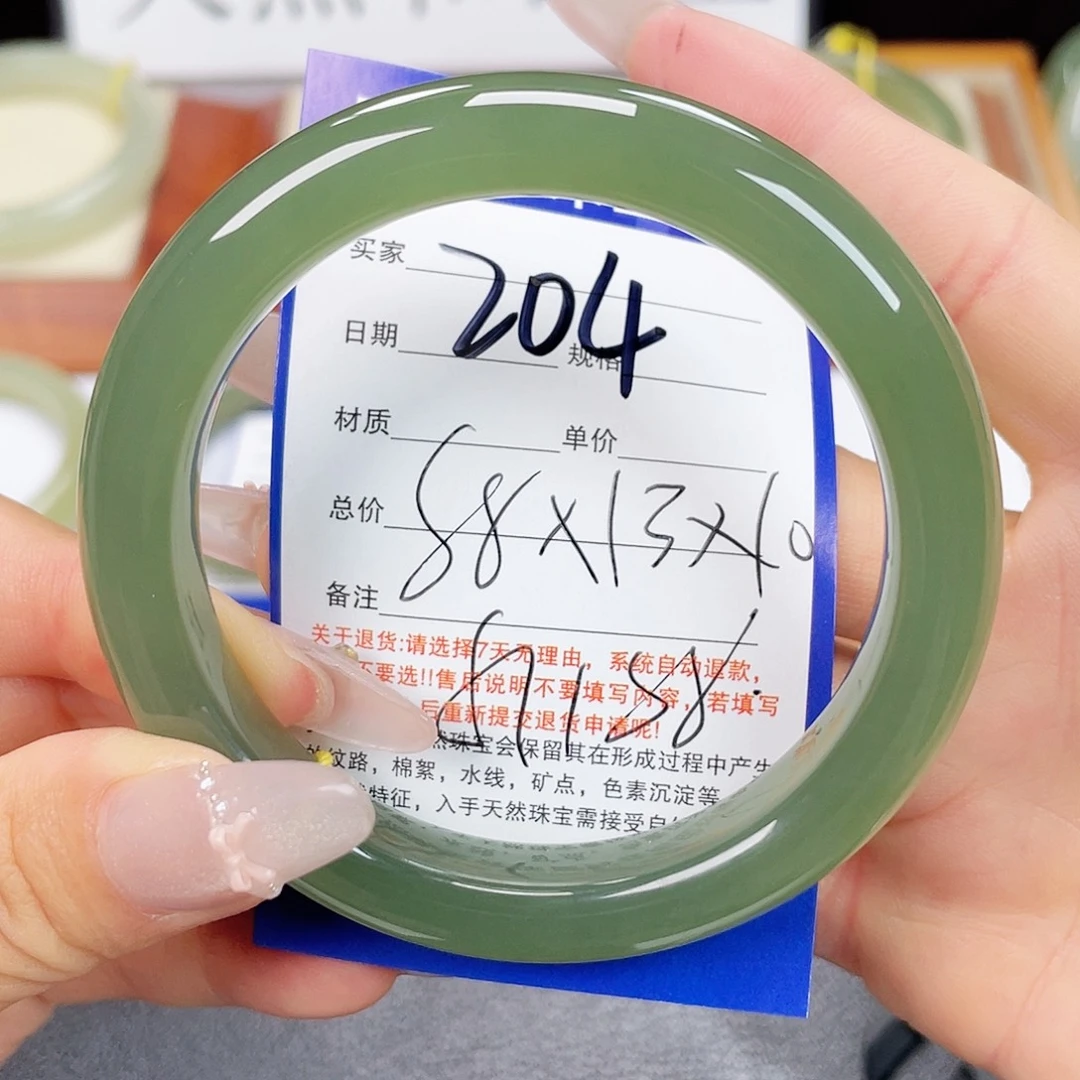 买家
204
日期 规格
材质 单价
总价 58×13×10
备注
关于退货:请选择7天无理由，系统自动退款，
不要选!!售后说明不要填写内容，若填写
后重新提交退货申请呢!
珠宝会保留其在形成过程中产生
纹路，棉絮，水线，矿点，色素沉淀等
特征，入手天然珠宝需接受自